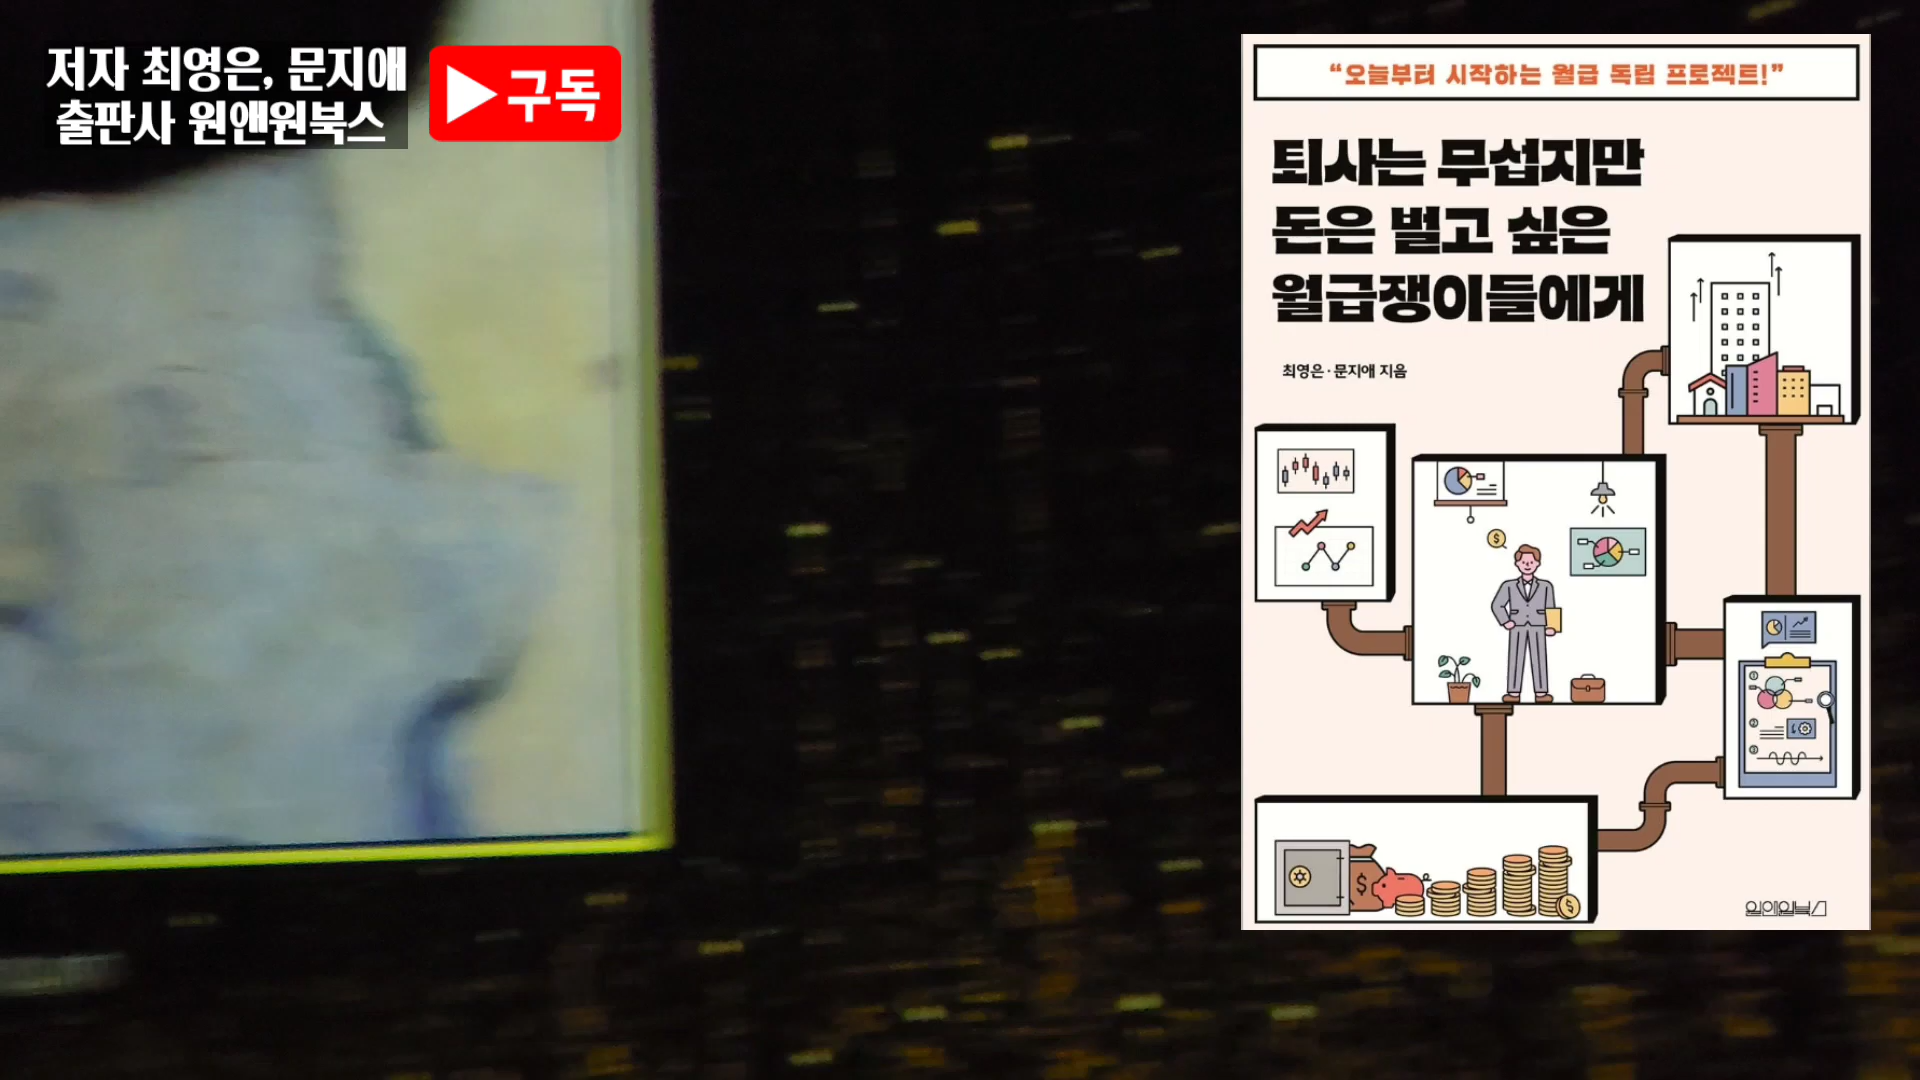 저자 최영은, 문지애
출판사 원앤원북스
구독
“오늘부터 시작하는 월급 독립 프로젝트!”
퇴사는 무섭지만
돈은 벌고 싶은
월급쟁이들에게
최영은·문지애 지음
원앤원북스